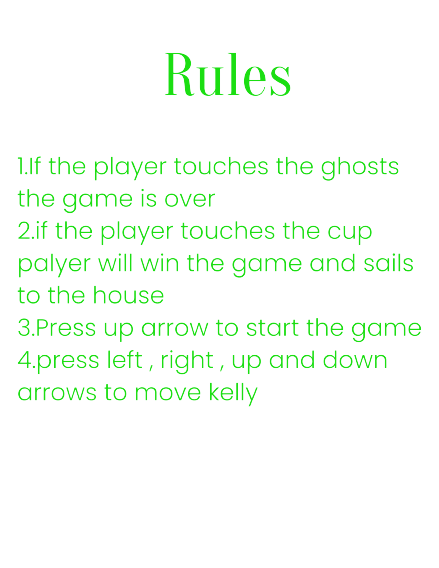 Rules
1.If the player touches the ghosts
the game is over
2.if the player touches the cup
palyer will win the game and sails
to the house
3.Press up arrow to start the game
4.press left , right , up and down
arrows to move kelly